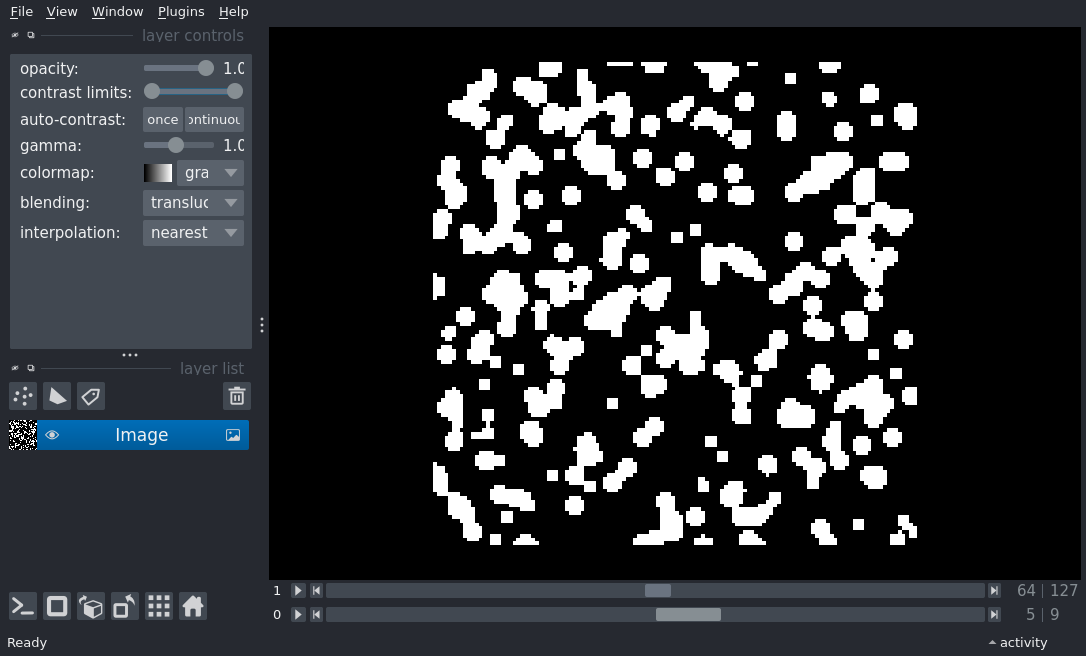 File View Window Plugins Help
layer controls
opacity: 1.0
contrast limits:
auto-contrast: once ontinuou
gamma: 1.0
colormap: gra
blending: transluc
interpolation: nearest
layer list
Image
1 64 127
0 5 9
Ready activity